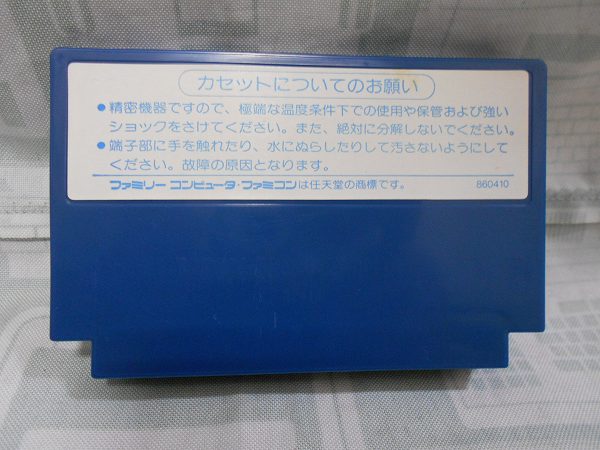 カセットについてのお願い
●精密機器ですので、極端な温度条件下での使用や保管および強い
ショックをさけてください。また、絶対に分解しないでください。
●端子部に手を触れたり、水にぬらしたりして汚さないようにして
ください。故障の原因となります。
ファミリー コンピュータ・ファミコンは任天堂の商標です。 860410